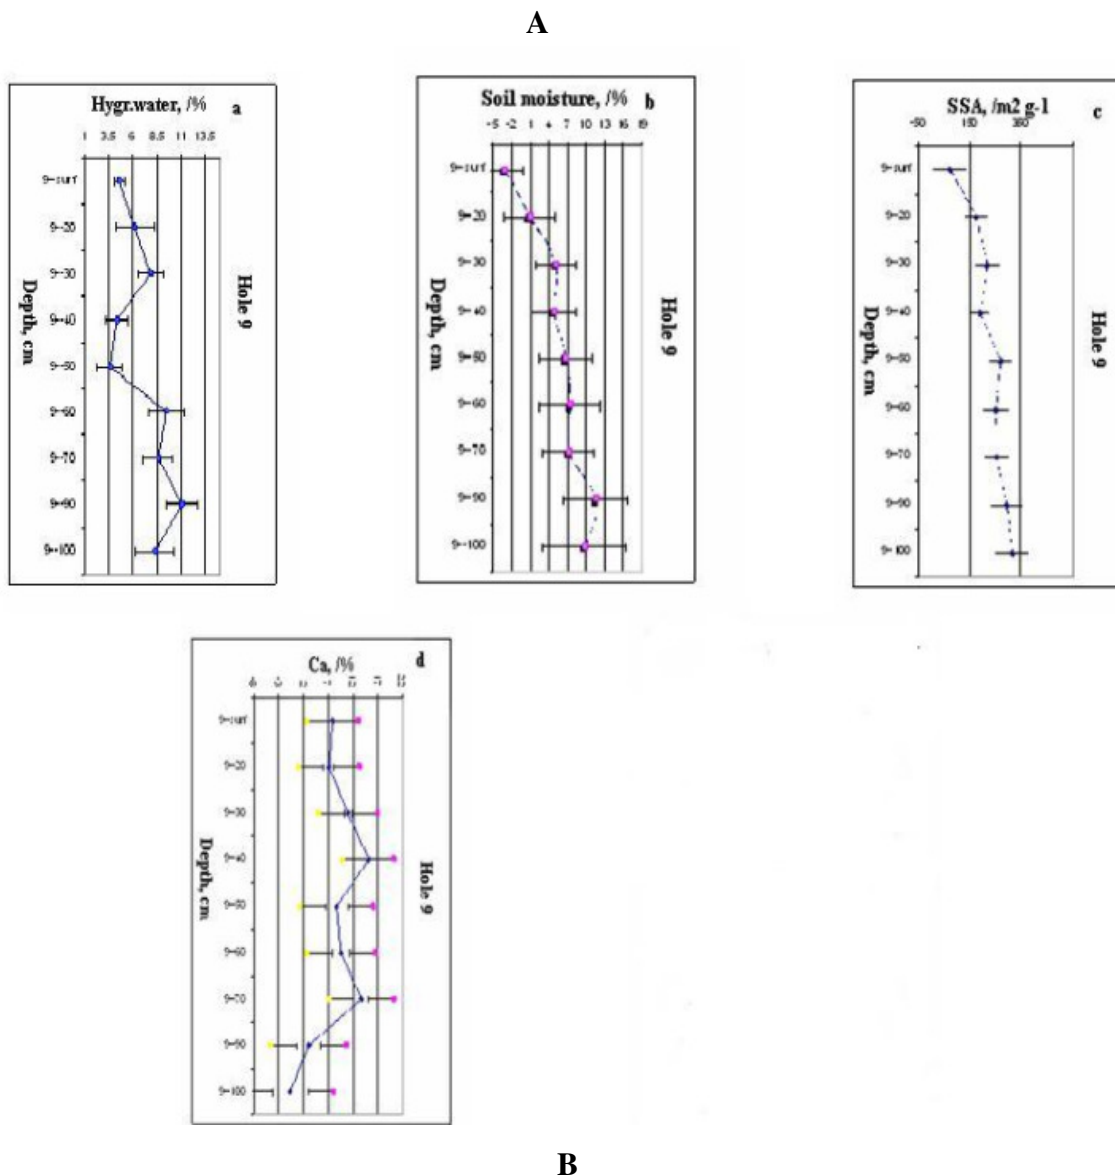 A
Hygr.water, /% a
1 3.5 6 8.5 11 13.5
9-surf
9-20
9-30
9-40
9-50
9-60
9-70
9-90
9-100
Depth, cm
Hole 9
Soil moisture, /% b
-5 -2 1 4 7 10 13 16 19
9-surf
9-20
9-30
9-40
9-50
9-60
9-70
9-90
9-100
Depth, cm
Hole 9
SSA, /m2 g-1 c
-50 150 350
9-surf
9-20
9-30
9-40
9-50
9-60
9-70
9-90
9-100
Depth, cm
Hole 9
Ca, /% d
9-surf
9-20
9-30
9-40
9-50
9-60
9-70
9-90
9-100
Depth, cm
Hole 9
B